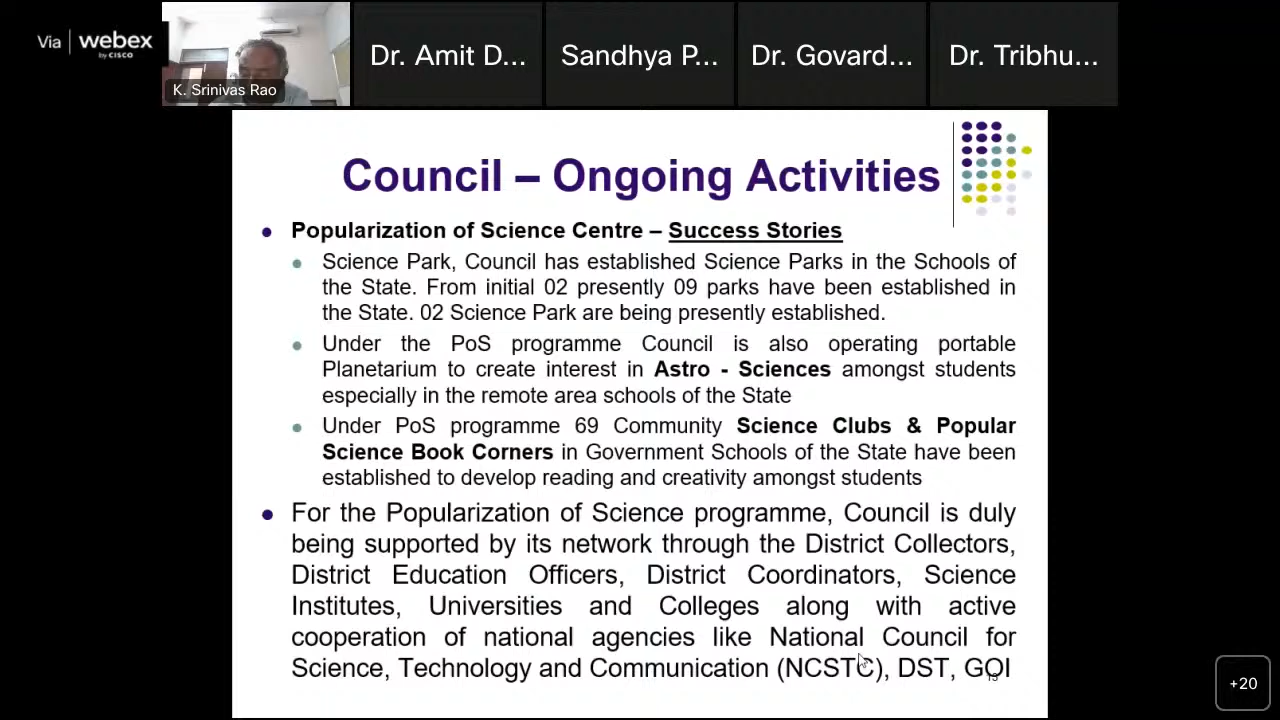 Via webex
by CISCO
K. Srinivas Rao
Dr. Amit D...
Sandhya P...
Dr. Govard...
Dr. Tribhu...
Council – Ongoing Activities
Popularization of Science Centre – Success Stories
Science Park, Council has established Science Parks in the Schools of
the State. From initial 02 presently 09 parks have been established in
the State. 02 Science Park are being presently established.
Under the PoS programme Council is also operating portable
Planetarium to create interest in Astro - Sciences amongst students
especially in the remote area schools of the State
Under PoS programme 69 Community Science Clubs & Popular
Science Book Corners in Government Schools of the State have been
established to develop reading and creativity amongst students
For the Popularization of Science programme, Council is duly
being supported by its network through the District Collectors,
District Education Officers, District Coordinators, Science
Institutes, Universities and Colleges along with active
cooperation of national agencies like National Council for
Science, Technology and Communication (NCSTC), DST, GOI
+20